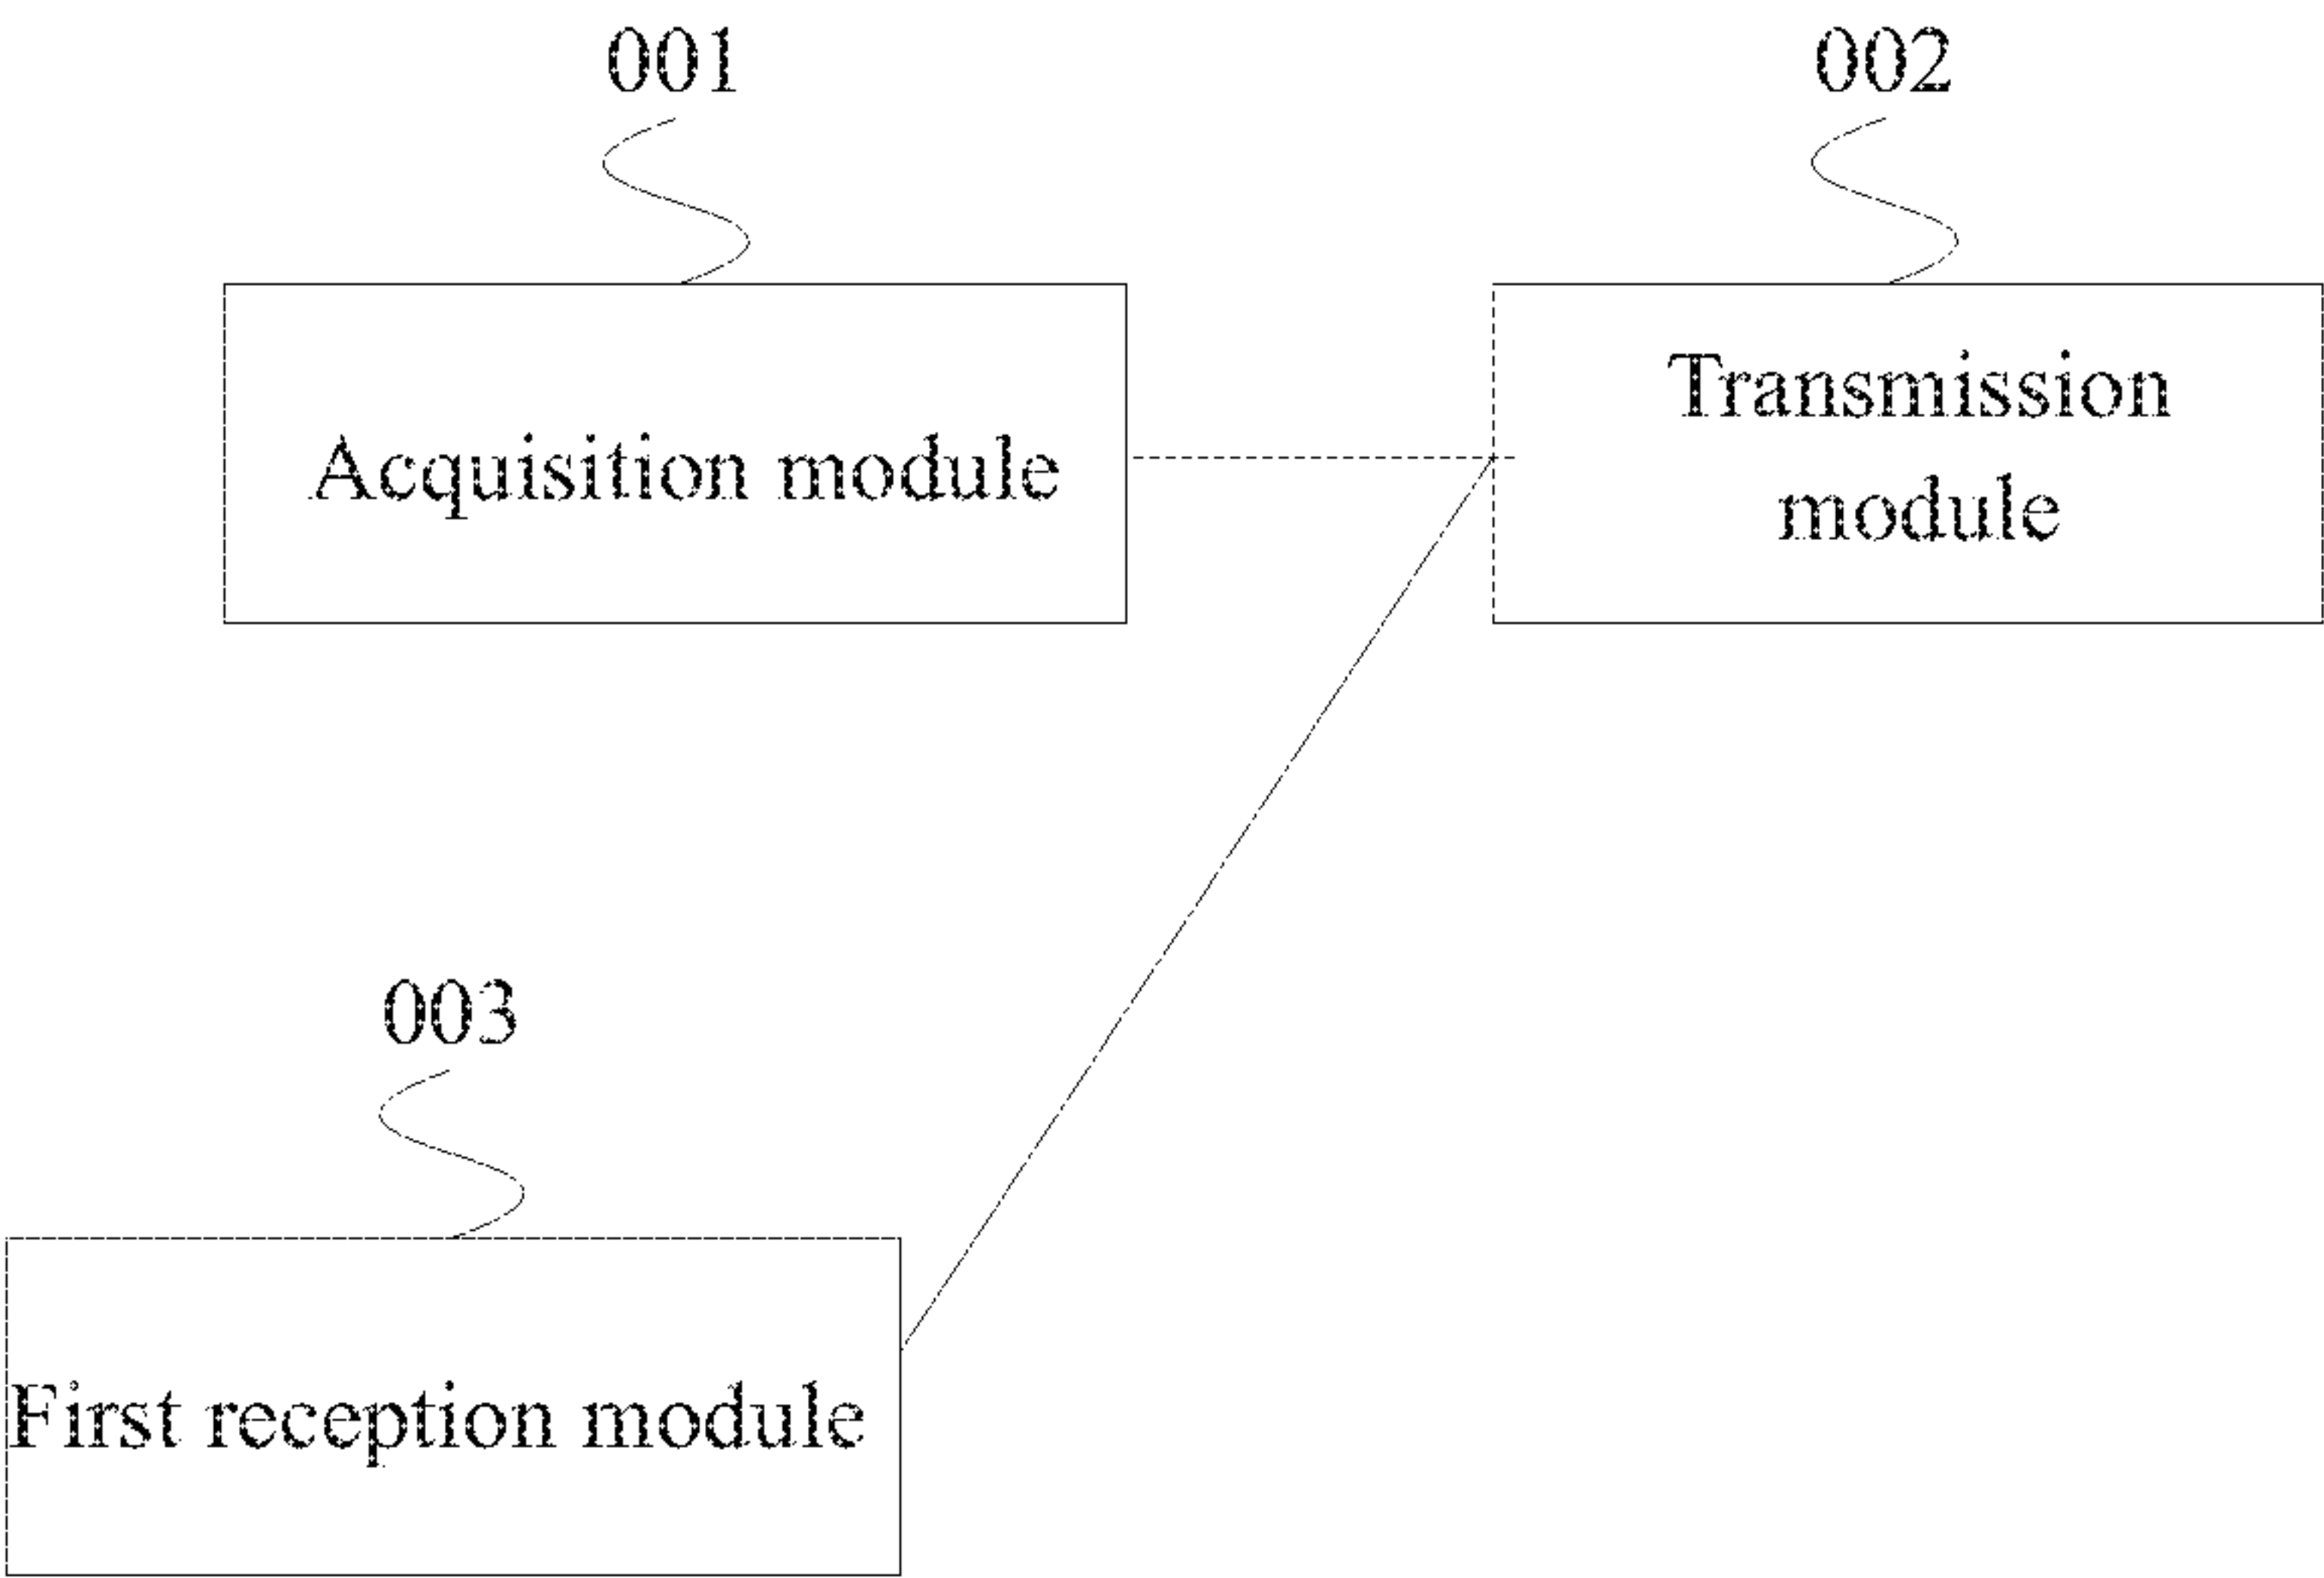 001
002
Acquisition module
Transmission
module
003
First reception module